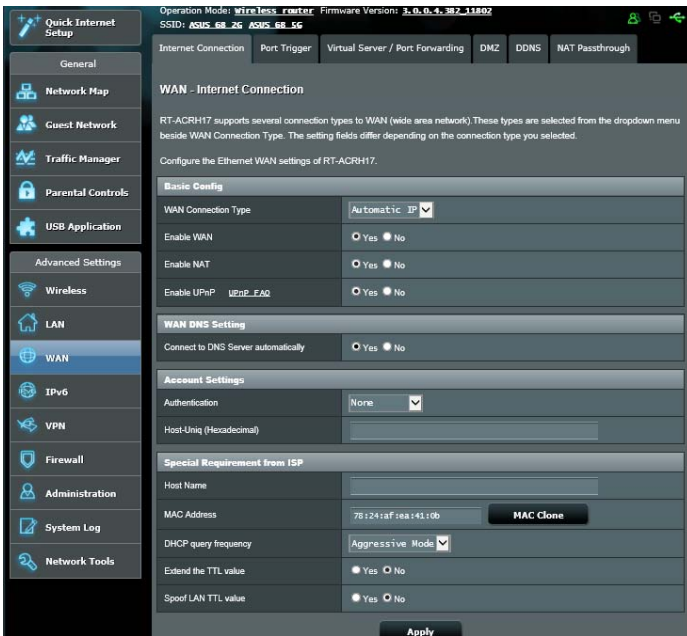 Quick Internet
Setup
Operation Mode: Wireless router Firmware Version: 3.0.0.4.382_11802
SSID: ASUS_68_2G ASUS_68_5G
General
Network Map
Guest Network
Traffic Manager
Parental Controls
USB Application
Advanced Settings
Wireless
LAN
WAN
IPv6
VPN
Firewall
Administration
System Log
Network Tools
Internet Connection Port Trigger Virtual Server / Port Forwarding DMZ DDNS NAT Passthrough
WAN - Internet Connection
RT-ACRH17 supports several connection types to WAN (wide area network).These types are selected from the dropdown menu
beside WAN Connection Type. The setting fields differ depending on the connection type you selected.
Configure the Ethernet WAN settings of RT-ACRH17.
Basic Config
WAN Connection Type Automatic IP
Enable WAN Yes No
Enable NAT Yes No
Enable UPnP UPnP FAQ Yes No
WAN DNS Setting
Connect to DNS Server automatically Yes No
Account Settings
Authentication None
Host-Uniq (Hexadecimal)
Special Requirement from ISP
Host Name
MAC Address 78:24:af:ea:41:0b MAC Clone
DHCP query frequency Aggressive Mode
Extend the TTL value Yes No
Spoof LAN TTL value Yes No
Apply